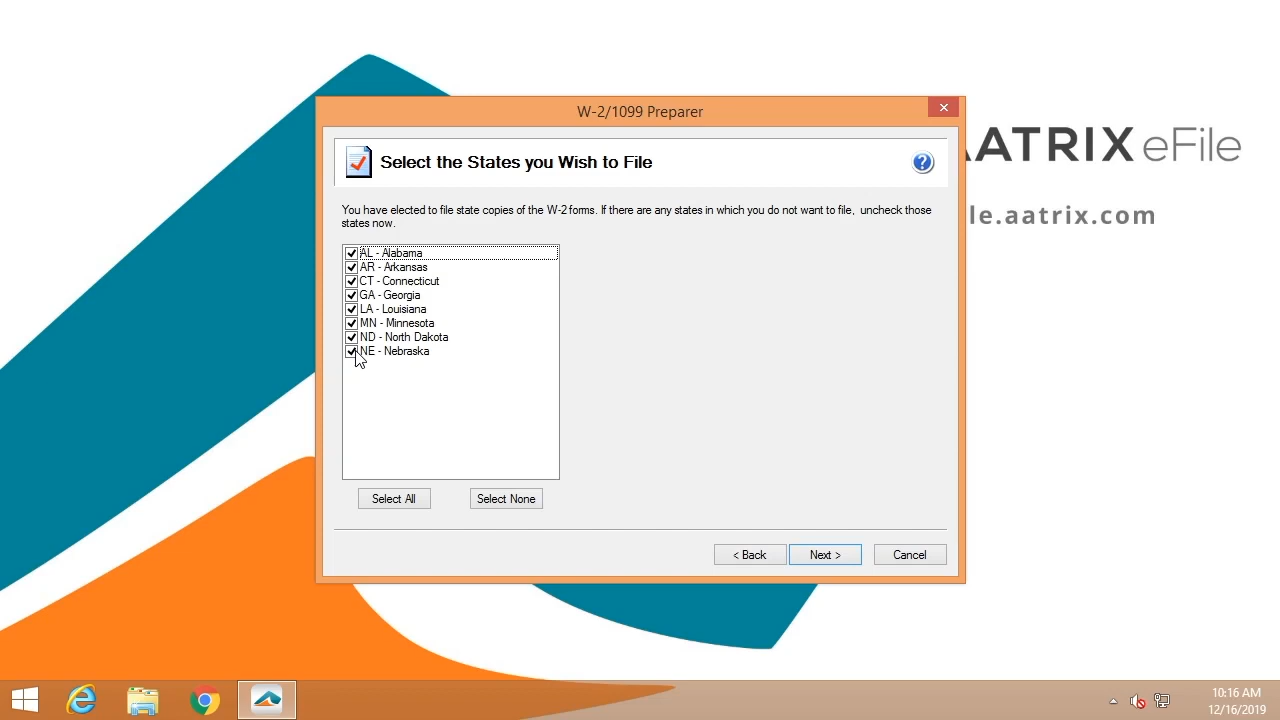 W-2/1099 Preparer
AATRIX eFile
Select the States you Wish to File
le.aatrix.com
You have elected to file state copies of the W-2 forms. If there are any states in which you do not want to file, uncheck those
states now.
AL - Alabama
AR - Arkansas
CT - Connecticut
GA - Georgia
LA - Louisiana
MN - Minnesota
ND - North Dakota
NE - Nebraska
Select All
Select None
< Back
Next >
Cancel
10:16 AM
12/16/2019